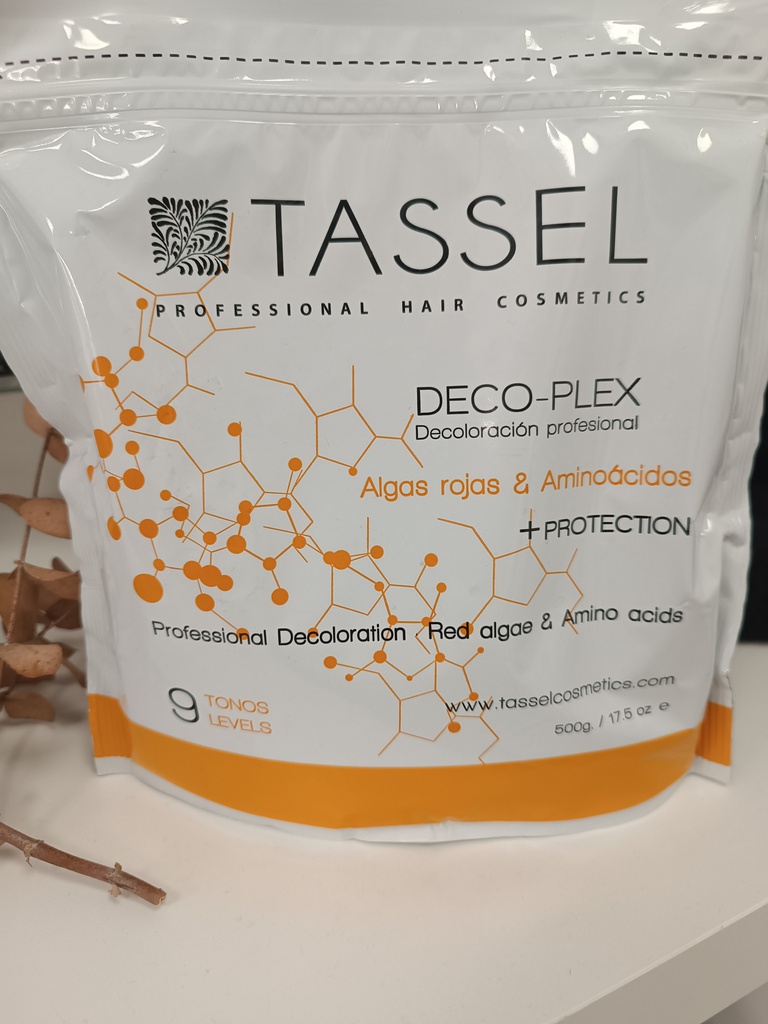 TASSEL
PROFESSIONAL HAIR COSMETICS
DECO-PLEX
Decoloración profesional
Algas rojas & Aminoácidos
+PROTECTION
Professional Decoloration · Red algae & Amino acids
9 TONOS
LEVELS
www.tasselcosmetics.com
500g. / 17.5 oz e